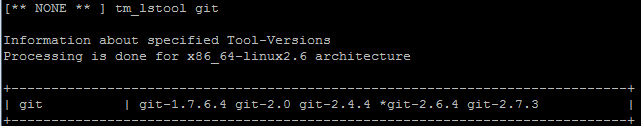 [** NONE ** ] tm_lstool git
Information about specified Tool-Versions
Processing is done for x86_64-linux2.6 architecture
+------------------------------------------------------------------------------+
| git | git-1.7.6.4 git-2.0 git-2.4.4 *git-2.6.4 git-2.7.3 |
+------------------------------------------------------------------------------+